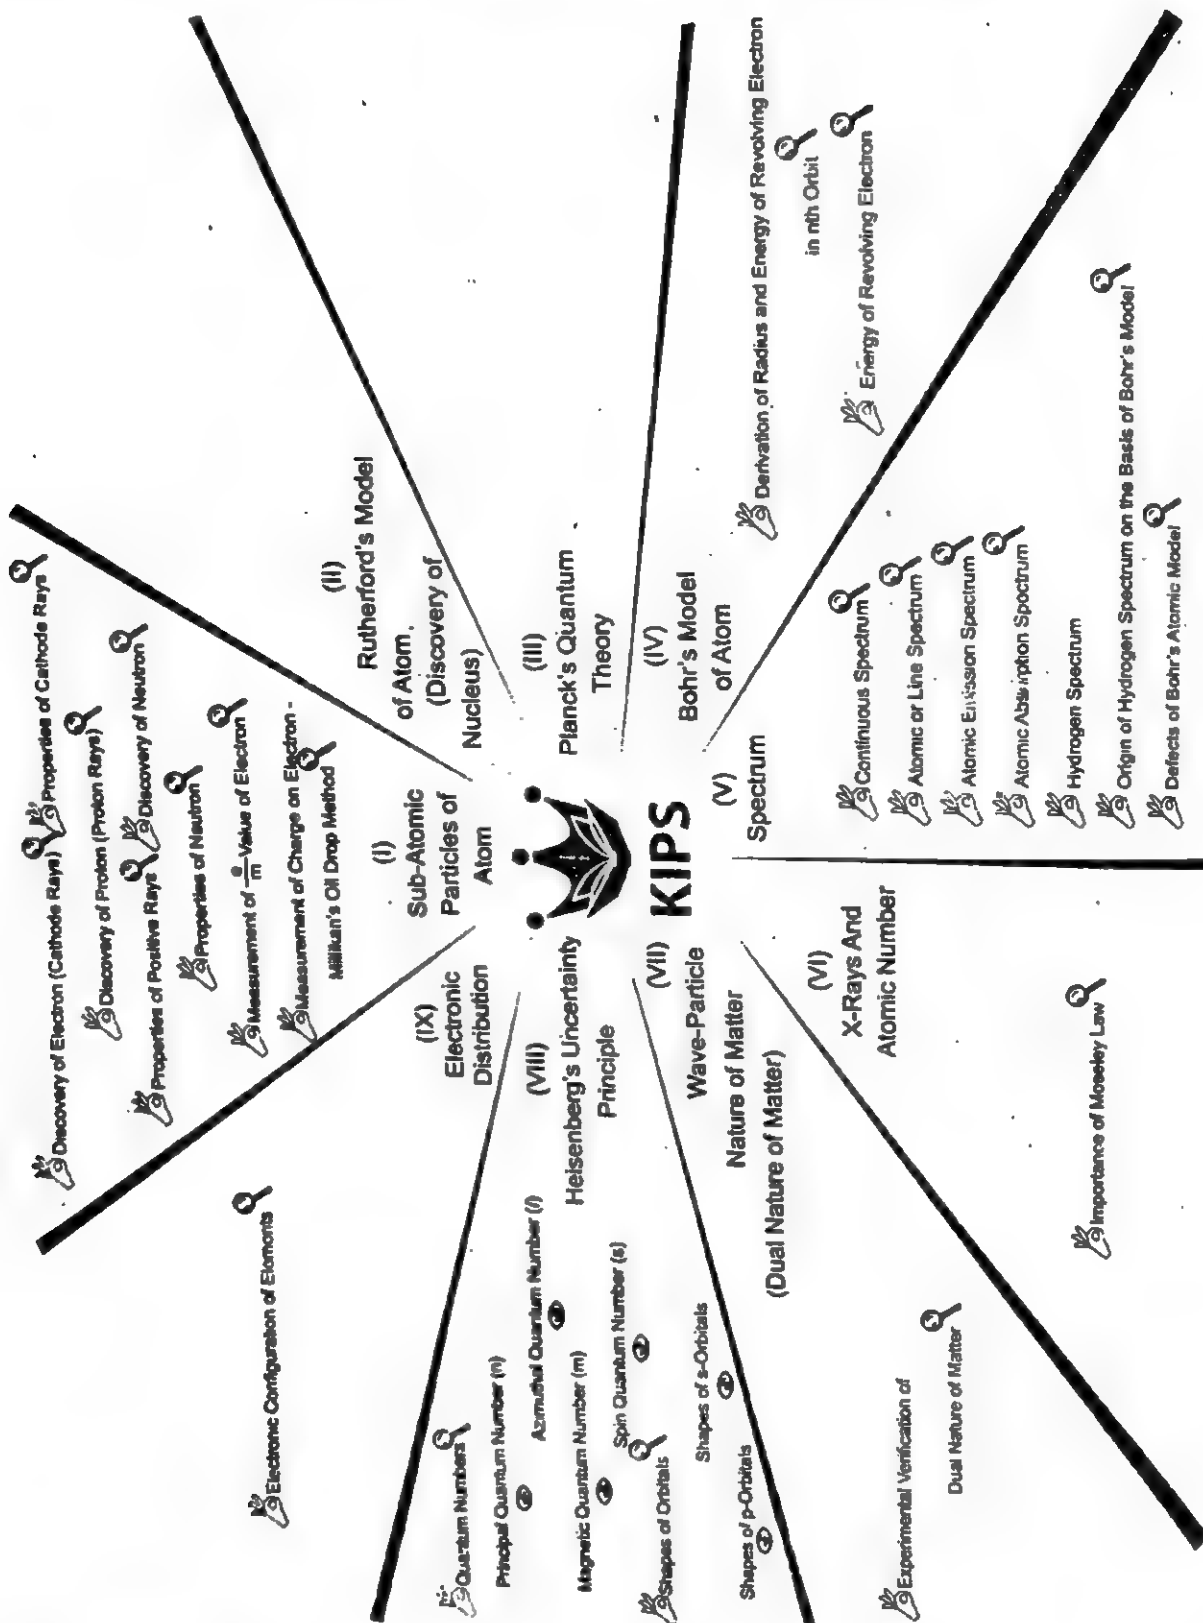 (I)
Sub-Atomic
Particles of
Atom
Discovery of Electron (Cathode Rays)
Properties of Cathode Rays
Discovery of Proton (Proton Rays)
Properties of Positive Rays
Discovery of Neutron
Properties of Neutron
Measurement of e/m Value of Electron
Measurement of Charge on Electron -
Millikan's Oil Drop Method
(II)
Rutherford's Model
of Atom
(Discovery of
Nucleus)
(III)
Planck's Quantum
Theory
(IV)
Bohr's Model
of Atom
Derivation of Radius and Energy of Revolving Electron
in nth Orbit
Energy of Revolving Electron
(V)
Spectrum
Continuous Spectrum
Atomic or Line Spectrum
Atomic Emission Spectrum
Atomic Absorption Spectrum
Hydrogen Spectrum
Origin of Hydrogen Spectrum on the Basis of Bohr's Model
Defects of Bohr's Atomic Model
(VI)
X-Rays And
Atomic Number
Importance of Moseley Law
(VII)
Wave-Particle
Nature of Matter
(Dual Nature of Matter)
Experimental Verification of
Dual Nature of Matter
(VIII)
Heisenberg's Uncertainty
Principle
Quantum Numbers
Principal Quantum Number (n)
Azimuthal Quantum Number (l)
Magnetic Quantum Number (m)
Spin Quantum Number (s)
Shapes of Orbitals
Shapes of s-Orbitals
Shapes of p-Orbitals
(IX)
Electronic
Distribution
Electronic Configuration of Elements
KIPS